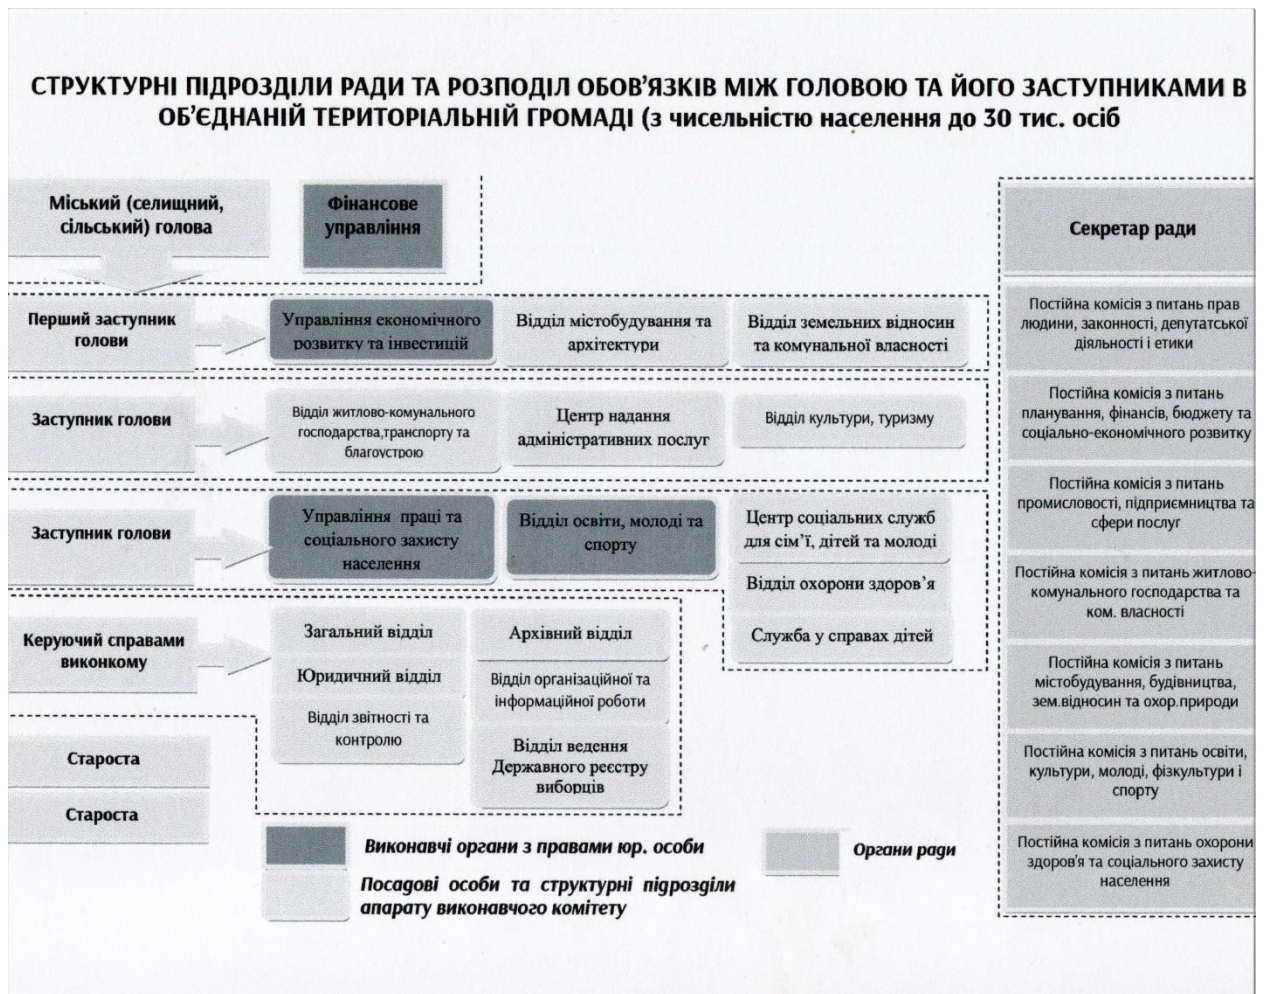 СТРУКТУРНІ ПІДРОЗДІЛИ РАДИ ТА РОЗПОДІЛ ОБОВ'ЯЗКІВ МІЖ ГОЛОВОЮ ТА ЙОГО ЗАСТУПНИКАМИ В
ОБ'ЄДНАНІЙ ТЕРИТОРІАЛЬНІЙ ГРОМАДІ (з чисельністю населення до 30 тис. осіб
Міський (селищний,
сільський) голова
Фінансове
управління
Перший заступник
голови
Управління економічного
розвитку та інвестицій
Відділ містобудування та
архітектури
Відділ земельних відносин
та комунальної власності
Заступник голови
Відділ житлово-комунального
господарства,транспорту та
благоустрою
Центр надання
адміністративних послуг
Відділ культури, туризму
Заступник голови
Управління праці та
соціального захисту
населення
Відділ освіти, молоді та
спорту
Центр соціальних служб
для сім'ї, дітей та молоді
Відділ охорони здоров'я
Служба у справах дітей
Керуючий справами
виконкому
Загальний відділ
Юридичний відділ
Відділ звітності та
контролю
Архівний відділ
Відділ організаційної та
інформаційної роботи
Відділ ведення
Державного реєстру
виборців
Староста
Староста
Секретар ради
Постійна комісія з питань прав
людини, законності, депутатської
діяльності і етики
Постійна комісія з питань
планування, фінансів, бюджету та
соціально-економічного розвитку
Постійна комісія з питань
промисловості, підприємництва та
сфери послуг
Постійна комісія з питань житлово-
комунального господарства та
ком. власності
Постійна комісія з питань
містобудування, будівництва,
зем.відносин та охор.природи
Постійна комісія з питань освіти,
культури, молоді, фізкультури і
спорту
Постійна комісія з питань охорони
здоров'я та соціального захисту
населення
Виконавчі органи з правами юр. особи
Посадові особи та структурні підрозділи
апарату виконавчого комітету
Органи ради